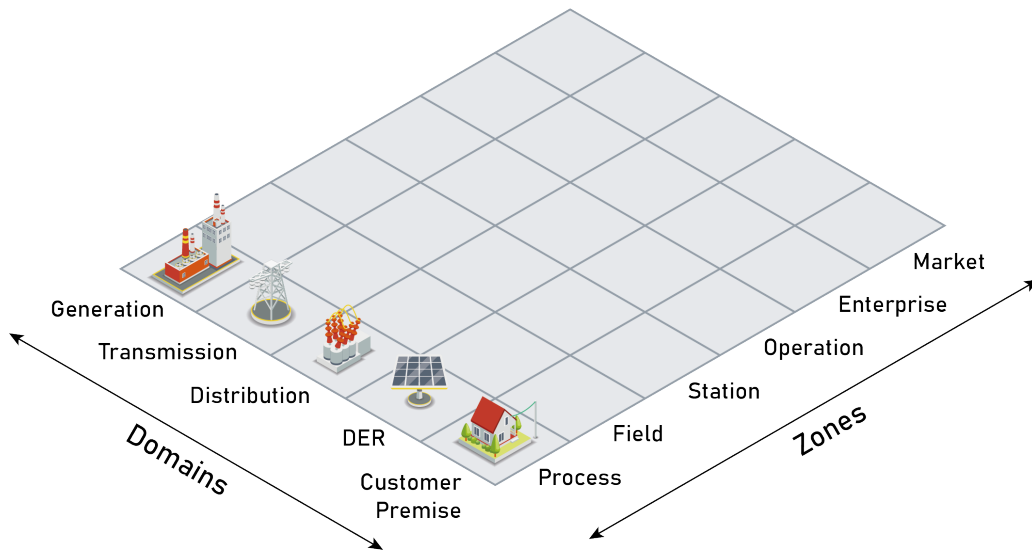 Generation
Transmission
Distribution
DER
Customer
Premise
Domains
Process
Field
Station
Operation
Enterprise
Market
Zones